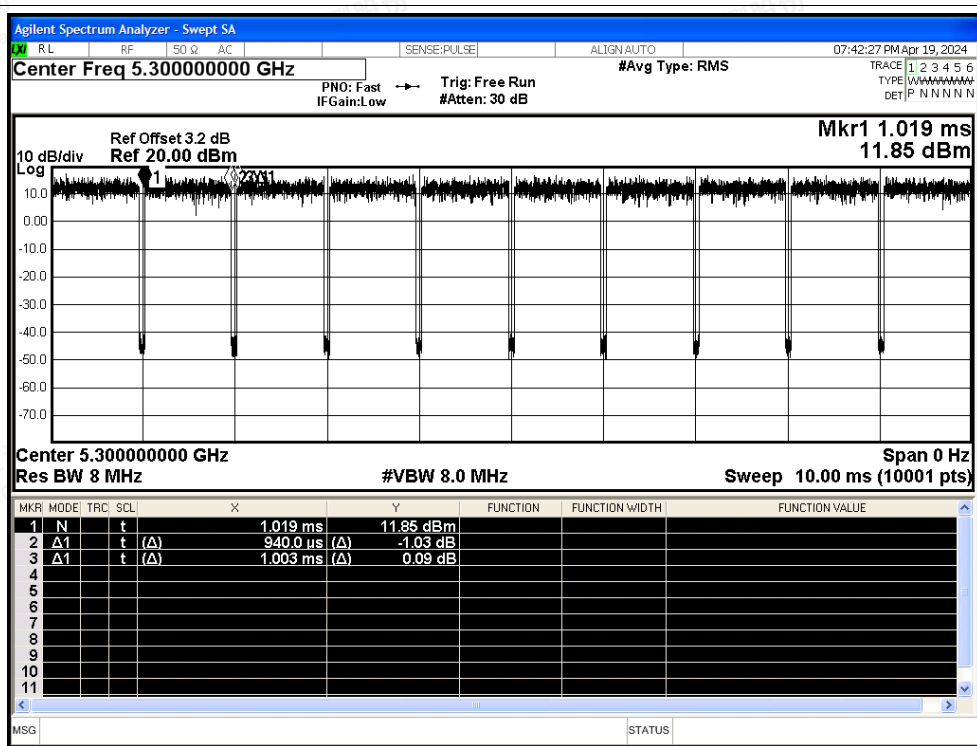 Agilent Spectrum Analyzer - Swept SA
LXI RL RF 50 Ω AC SENSE:PULSE ALIGN AUTO 07:42:27 PM Apr 19, 2024
Center Freq 5.300000000 GHz
PNO: Fast
IFGain:Low
Trig: Free Run
#Atten: 30 dB
#Avg Type: RMS
TRACE 1 2 3 4 5 6
TYPE
DET P N N N N N
Mkr1 1.019 ms
11.85 dBm
Ref Offset 3.2 dB
10 dB/div Ref 20.00 dBm
Log
1
10.0
0.00
-10.0
-20.0
-30.0
-40.0
-50.0
-60.0
-70.0
Center 5.300000000 GHz Span 0 Hz
Res BW 8 MHz #VBW 8.0 MHz Sweep 10.00 ms (10001 pts)
MKR MODE TRC SCL X Y FUNCTION FUNCTION WIDTH FUNCTION VALUE
1 N t 1.019 ms 11.85 dBm
2 Δ1 t (Δ) 940.0 µs (Δ) -1.03 dB
3 Δ1 t (Δ) 1.003 ms (Δ) 0.09 dB
4
5
6
7
8
9
10
11
MSG STATUS